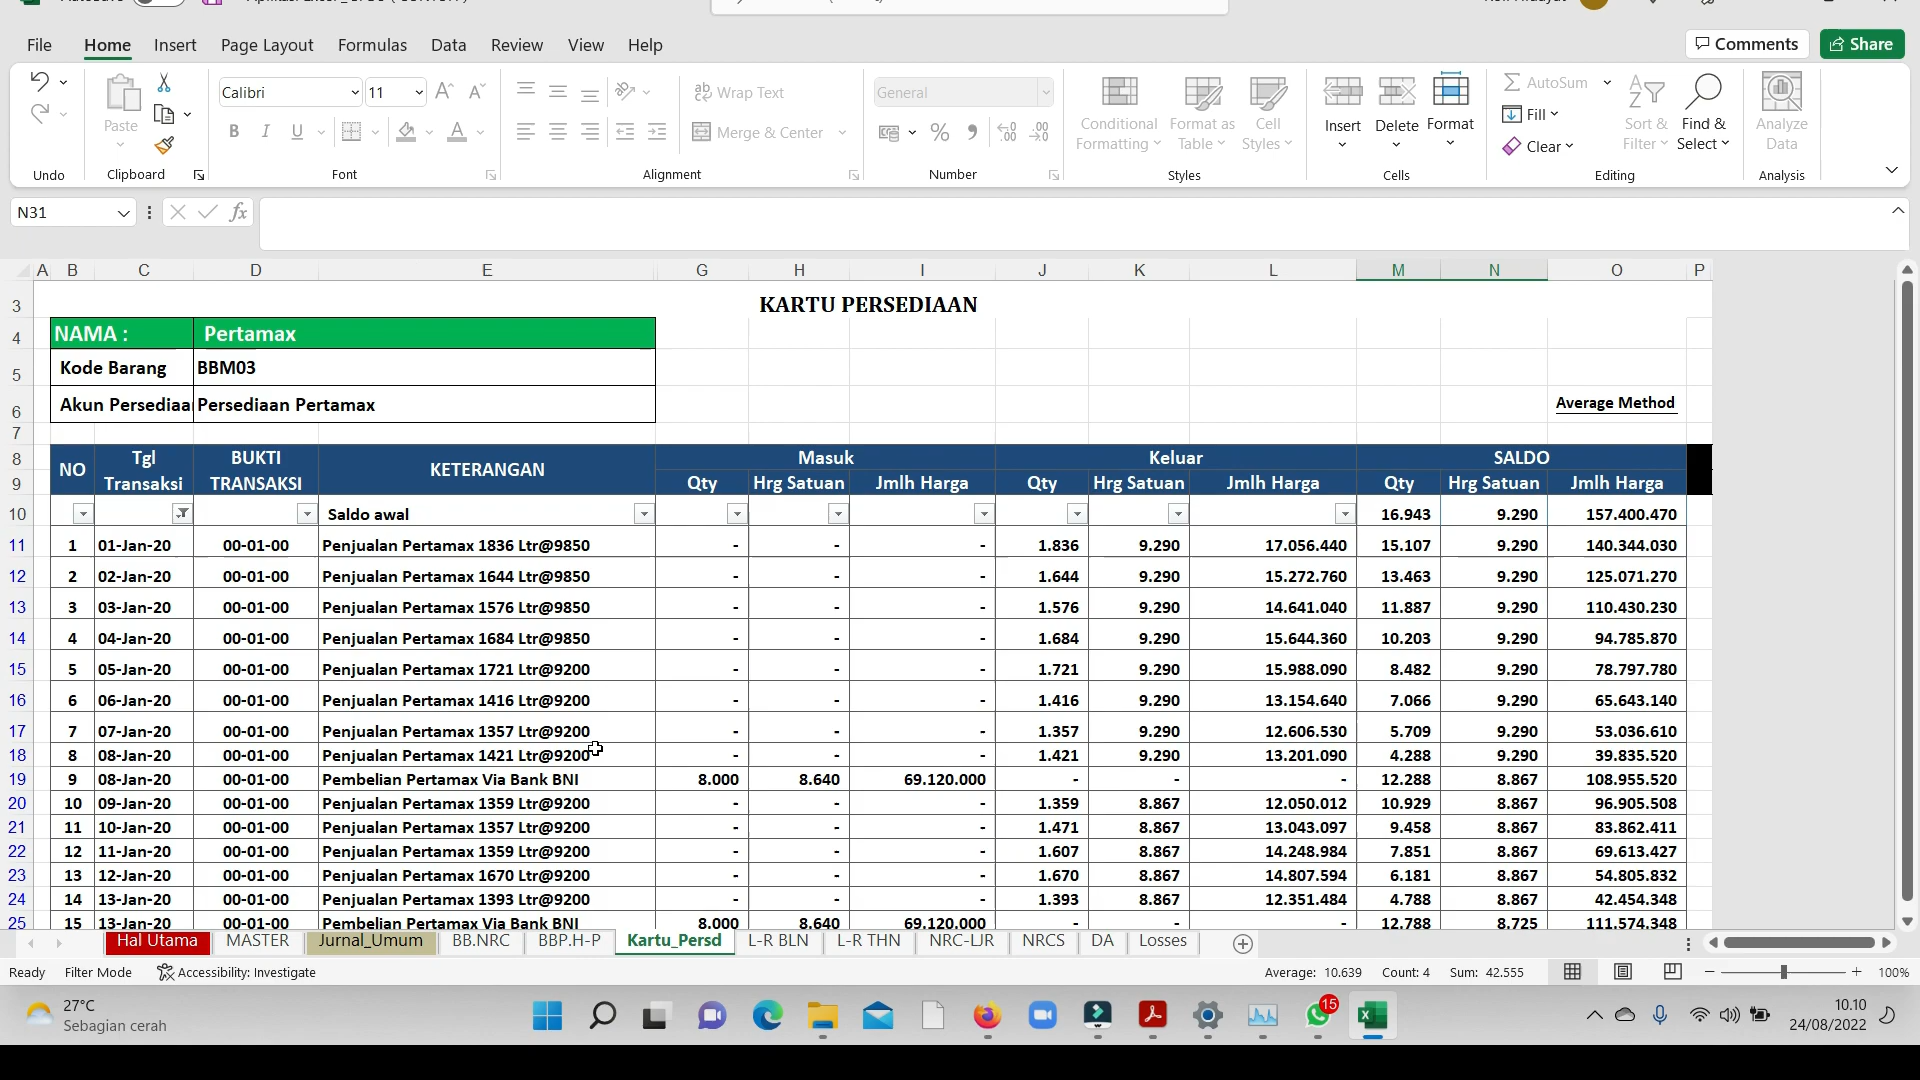 File Home Insert Page Layout Formulas Data Review View Help Comments Share
Calibri 11 Wrap Text General AutoSum
Paste Merge & Center Conditional Formatting Format as Table Cell Styles Insert Delete Format Fill Clear Sort & Filter Find & Select Analyze Data
Undo Clipboard Font Alignment Number Styles Cells Editing Analysis
N31 fx
A B C D E G H I J K L M N O P
3 KARTU PERSEDIAAN
4 NAMA : Pertamax
5 Kode Barang BBM03
6 Akun Persediaa Persediaan Pertamax Average Method
7
8 NO Tgl BUKTI KETERANGAN Masuk Keluar SALDO
9 Transaksi TRANSAKSI Qty Hrg Satuan Jmlh Harga Qty Hrg Satuan Jmlh Harga Qty Hrg Satuan Jmlh Harga
10 Saldo awal 16.943 9.290 157.400.470
11 1 01-Jan-20 00-01-00 Penjualan Pertamax 1836 Ltr@9850 - - - 1.836 9.290 17.056.440 15.107 9.290 140.344.030
12 2 02-Jan-20 00-01-00 Penjualan Pertamax 1644 Ltr@9850 - - - 1.644 9.290 15.272.760 13.463 9.290 125.071.270
13 3 03-Jan-20 00-01-00 Penjualan Pertamax 1576 Ltr@9850 - - - 1.576 9.290 14.641.040 11.887 9.290 110.430.230
14 4 04-Jan-20 00-01-00 Penjualan Pertamax 1684 Ltr@9850 - - - 1.684 9.290 15.644.360 10.203 9.290 94.785.870
15 5 05-Jan-20 00-01-00 Penjualan Pertamax 1721 Ltr@9200 - - - 1.721 9.290 15.988.090 8.482 9.290 78.797.780
16 6 06-Jan-20 00-01-00 Penjualan Pertamax 1416 Ltr@9200 - - - 1.416 9.290 13.154.640 7.066 9.290 65.643.140
17 7 07-Jan-20 00-01-00 Penjualan Pertamax 1357 Ltr@9200 - - - 1.357 9.290 12.606.530 5.709 9.290 53.036.610
18 8 08-Jan-20 00-01-00 Penjualan Pertamax 1421 Ltr@9200 - - - 1.421 9.290 13.201.090 4.288 9.290 39.835.520
19 9 08-Jan-20 00-01-00 Pembelian Pertamax Via Bank BNI 8.000 8.640 69.120.000 - - - 12.288 8.867 108.955.520
20 10 09-Jan-20 00-01-00 Penjualan Pertamax 1359 Ltr@9200 - - - 1.359 8.867 12.050.012 10.929 8.867 96.905.508
21 11 10-Jan-20 00-01-00 Penjualan Pertamax 1357 Ltr@9200 - - - 1.471 8.867 13.043.097 9.458 8.867 83.862.411
22 12 11-Jan-20 00-01-00 Penjualan Pertamax 1359 Ltr@9200 - - - 1.607 8.867 14.248.984 7.851 8.867 69.613.427
23 13 12-Jan-20 00-01-00 Penjualan Pertamax 1670 Ltr@9200 - - - 1.670 8.867 14.807.594 6.181 8.867 54.805.832
24 14 13-Jan-20 00-01-00 Penjualan Pertamax 1393 Ltr@9200 - - - 1.393 8.867 12.351.484 4.788 8.867 42.454.348
25 15 13-Jan-20 00-01-00 Pembelian Pertamax Via Bank BNI 8.000 8.640 69.120.000 - - - 12.788 8.725 111.574.348
Hal Utama MASTER Jurnal_Umum BB.NRC BBP.H-P Kartu_Persd L-R BLN L-R THN NRC-LJR NRCS DA Losses
Ready Filter Mode Accessibility: Investigate Average: 10.639 Count: 4 Sum: 42.555 100%
27°C 15 10.10
Sebagian cerah 24/08/2022